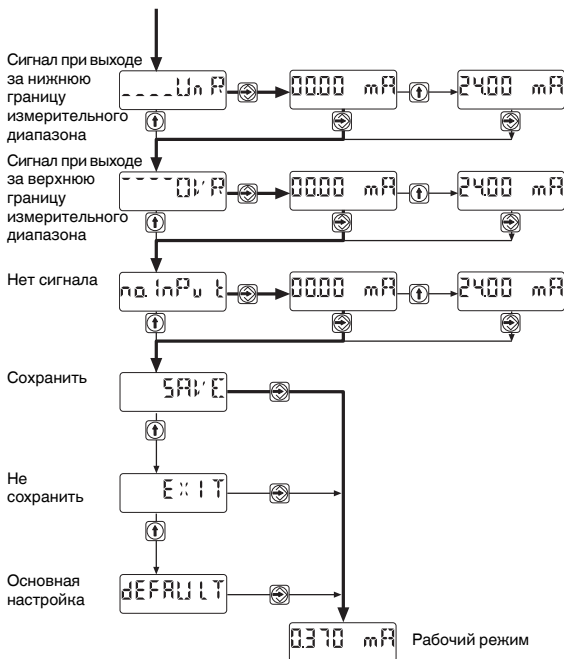 Сигнал при выходе
за нижнюю
границу
измерительного
диапазона
____Un A
00.00 mA
24.00 mA
Сигнал при выходе
за верхнюю
границу
измерительного
диапазона
‾‾‾‾OV A
00.00 mA
24.00 mA
Нет сигнала
no.InPu t
00.00 mA
24.00 mA
Сохранить
SAVE
Не
сохранить
EXIT
Основная
настройка
dEFAULT
0.370 mA
Рабочий режим